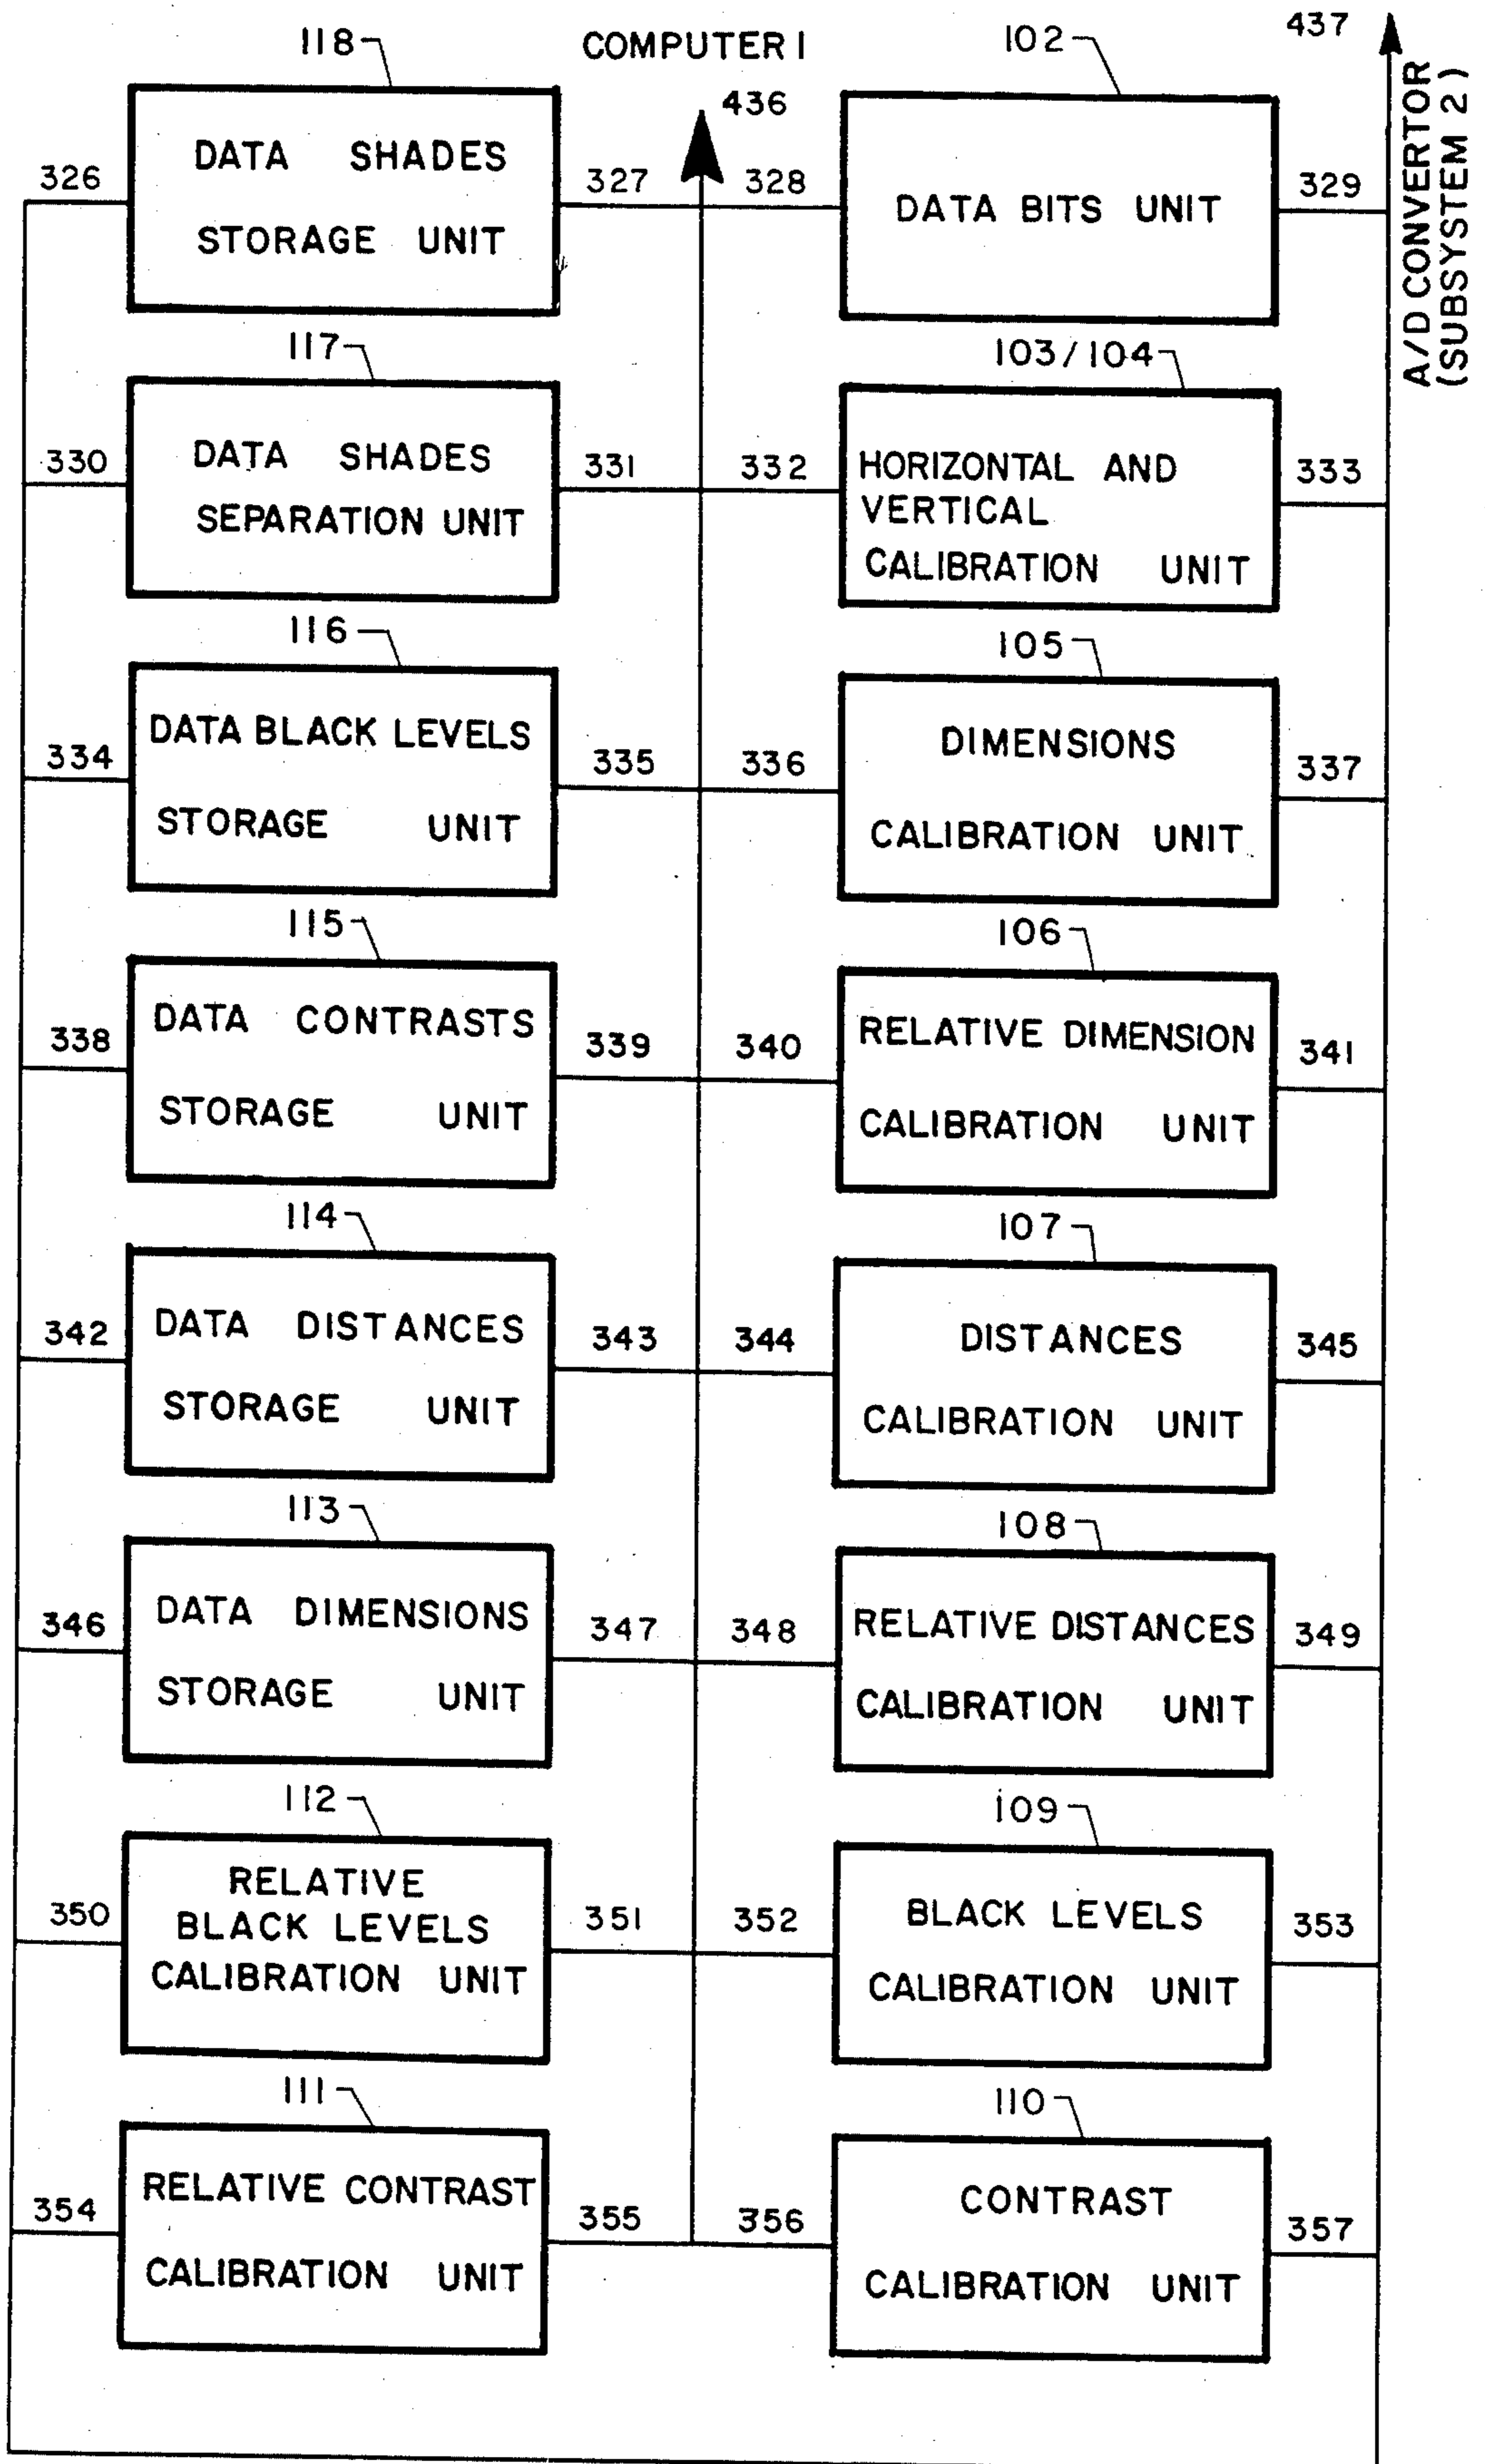 118
COMPUTER 1
102
437
436
A/D CONVERTOR
(SUBSYSTEM 2)
326
DATA SHADES
STORAGE UNIT
327
328
DATA BITS UNIT
329
117
103/104
330
DATA SHADES
SEPARATION UNIT
331
332
HORIZONTAL AND
VERTICAL
CALIBRATION UNIT
333
116
105
334
DATA BLACK LEVELS
STORAGE UNIT
335
336
DIMENSIONS
CALIBRATION UNIT
337
115
106
338
DATA CONTRASTS
STORAGE UNIT
339
340
RELATIVE DIMENSION
CALIBRATION UNIT
341
114
107
342
DATA DISTANCES
STORAGE UNIT
343
344
DISTANCES
CALIBRATION UNIT
345
113
108
346
DATA DIMENSIONS
STORAGE UNIT
347
348
RELATIVE DISTANCES
CALIBRATION UNIT
349
112
109
350
RELATIVE
BLACK LEVELS
CALIBRATION UNIT
351
352
BLACK LEVELS
CALIBRATION UNIT
353
111
110
354
RELATIVE CONTRAST
CALIBRATION UNIT
355
356
CONTRAST
CALIBRATION UNIT
357